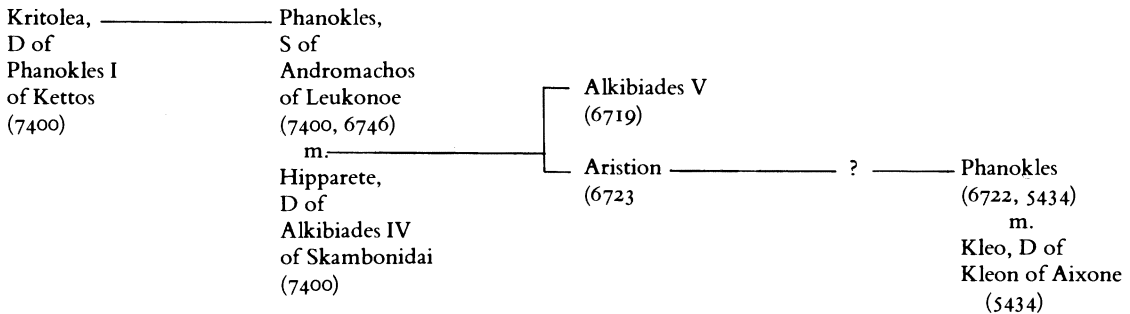 Kritolea,
D of
Phanokles I
of Kettos
(7400)
Phanokles,
S of
Andromachos
of Leukonoe
(7400, 6746)
m.
Hipparete,
D of
Alkibiades IV
of Skambonidai
(7400)
Alkibiades V
(6719)
Aristion
(6723
?
Phanokles
(6722, 5434)
m.
Kleo, D of
Kleon of Aixone
(5434)